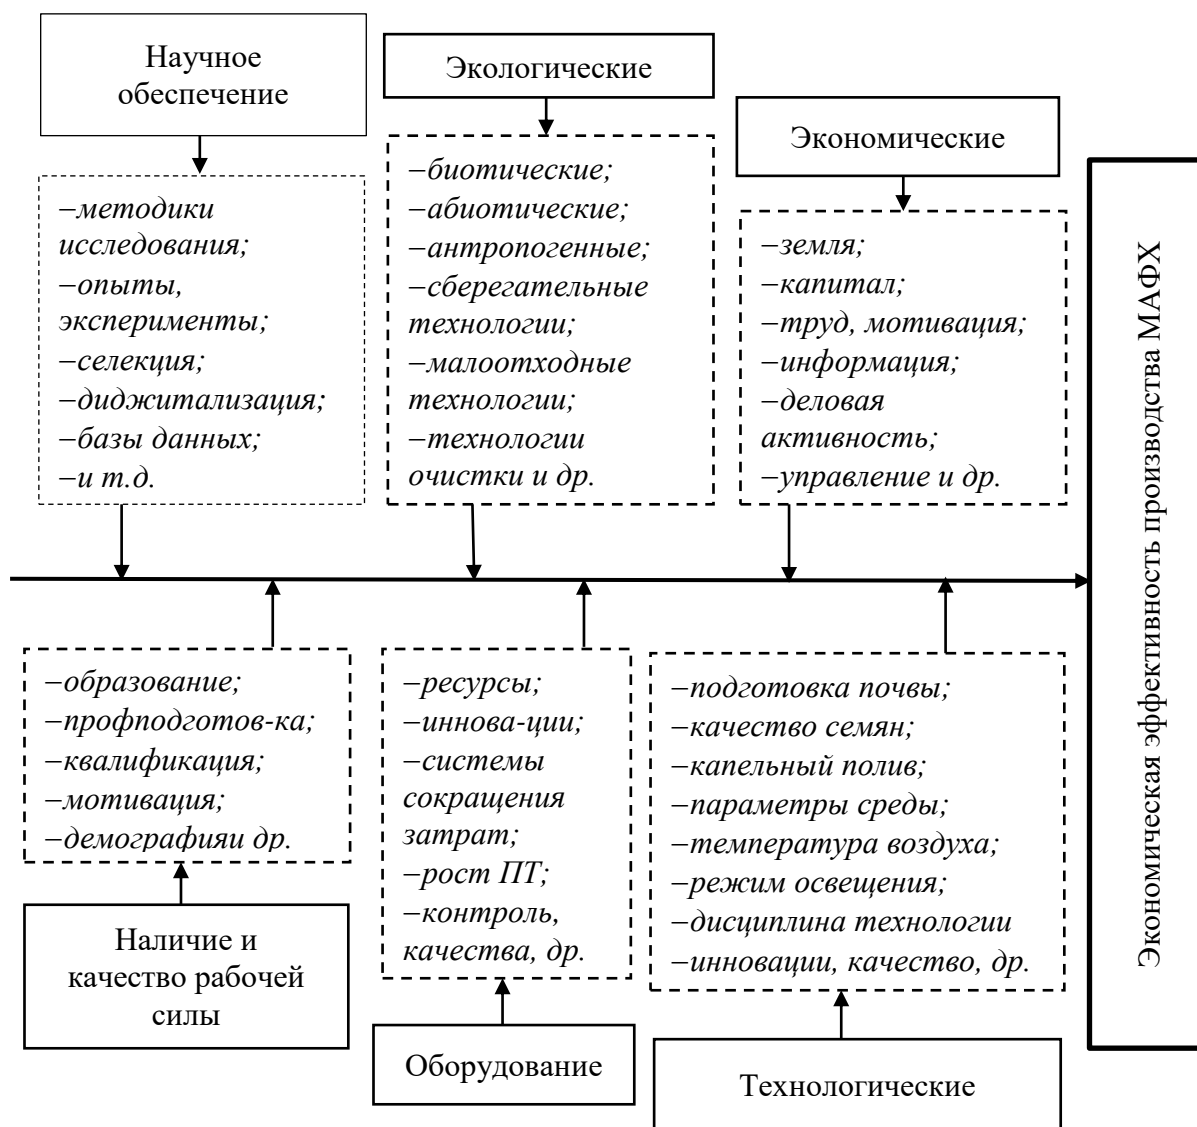 Научное
обеспечение
Экологические
Экономические
−методики
исследования;
−опыты,
эксперименты;
−селекция;
−диджитализация;
−базы данных;
−и т.д.
−биотические;
−абиотические;
−антропогенные;
−сберегательные
технологии;
−малоотходные
технологии;
−технологии
очистки и др.
−земля;
−капитал;
−труд, мотивация;
−информация;
−деловая
активность;
−управление и др.
Экономическая эффективность производства МАФХ
−образование;
−профподготов-ка;
−квалификация;
−мотивация;
−демографияи др.
−ресурсы;
−иннова-ции;
−системы
сокращения
затрат;
−рост ПТ;
−контроль,
качества, др.
−подготовка почвы;
−качество семян;
−капельный полив;
−параметры среды;
−температура воздуха;
−режим освещения;
−дисциплина технологии
−инновации, качество, др.
Наличие и
качество рабочей
силы
Оборудование
Технологические